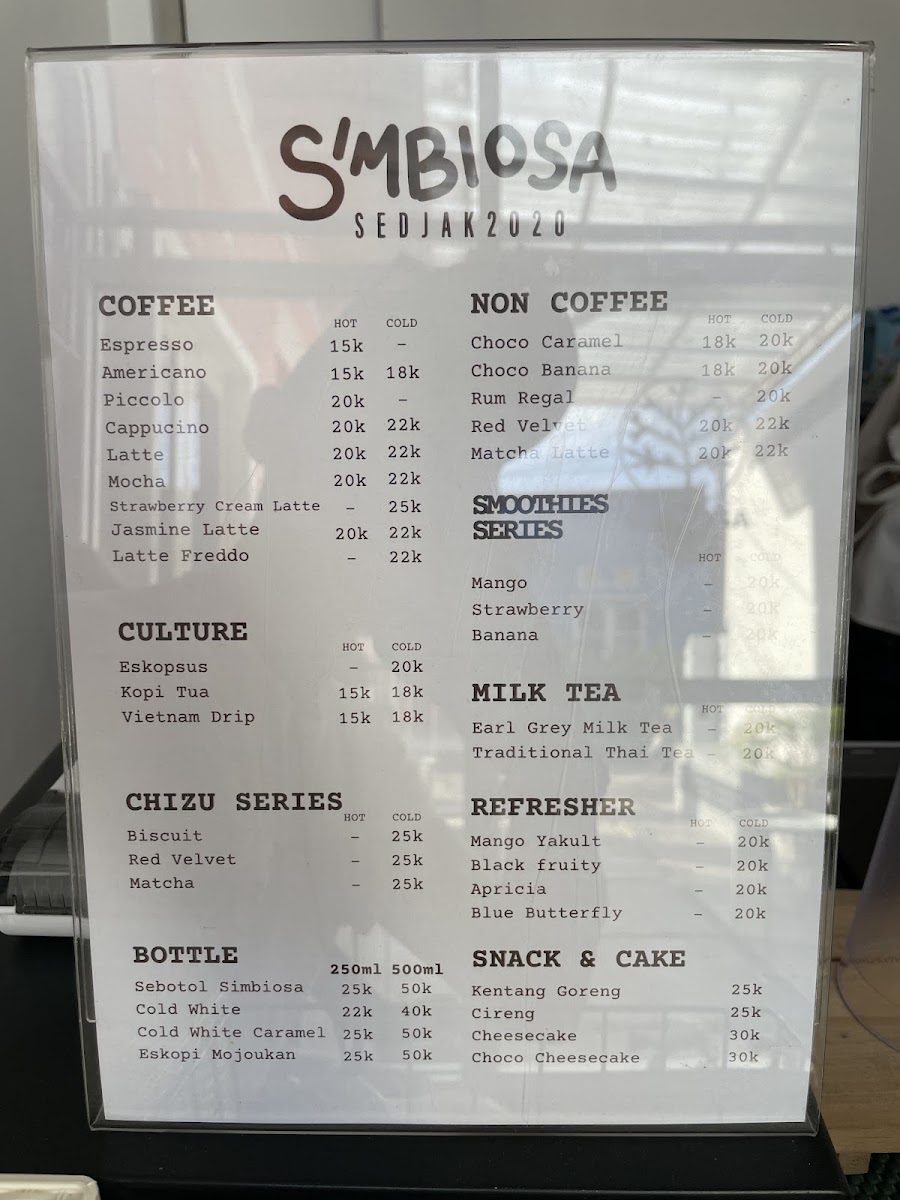 SIMBIOSA
SEDJAK2020
COFFEE
HOT COLD
Espresso 15k –
Americano 15k 18k
Piccolo 20k –
Cappucino 20k 22k
Latte 20k 22k
Mocha 20k 22k
Strawberry Cream Latte – 25k
Jasmine Latte 20k 22k
Latte Freddo – 22k
CULTURE
HOT COLD
Eskopsus – 20k
Kopi Tua 15k 18k
Vietnam Drip 15k 18k
CHIZU SERIES
HOT COLD
Biscuit – 25k
Red Velvet – 25k
Matcha – 25k
BOTTLE
250ml 500ml
Sebotol Simbiosa 25k 50k
Cold White 22k 40k
Cold White Caramel 25k 50k
Eskopi Mojoukan 25k 50k
NON COFFEE
HOT COLD
Choco Caramel 18k 20k
Choco Banana 18k 20k
Rum Regal – 20k
Red Velvet 20k 22k
Matcha Latte 20k 22k
SMOOTHIES
SERIES
HOT COLD
Mango – 20k
Strawberry – 20k
Banana – 20k
MILK TEA
HOT COLD
Earl Grey Milk Tea – 20k
Traditional Thai Tea – 20k
REFRESHER
HOT COLD
Mango Yakult – 20k
Black fruity – 20k
Apricia – 20k
Blue Butterfly – 20k
SNACK & CAKE
Kentang Goreng 25k
Cireng 25k
Cheesecake 30k
Choco Cheesecake 30k